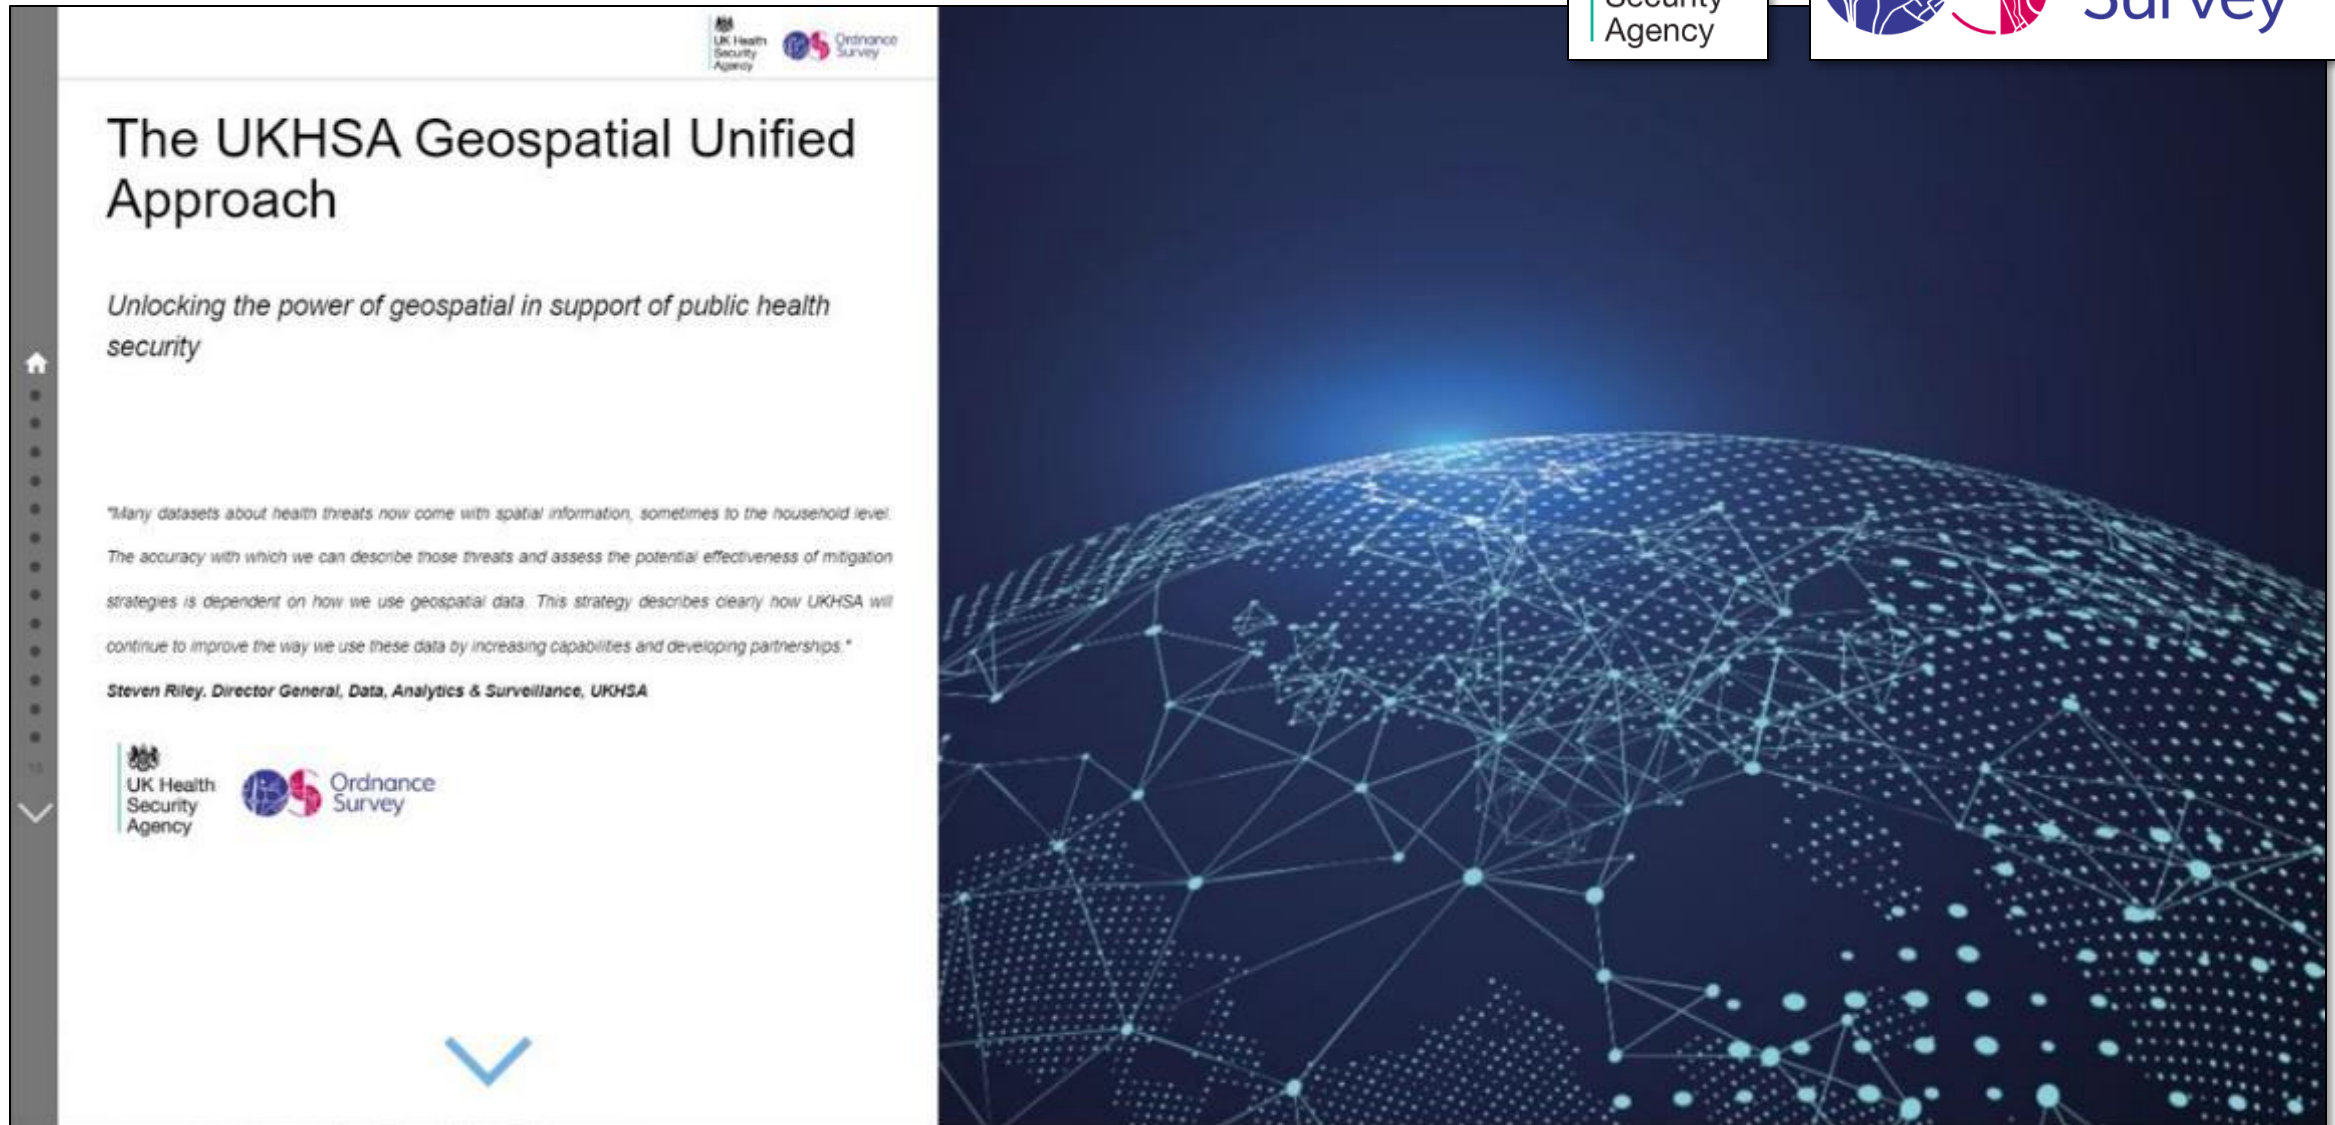 Security
Agency
Survey
UK Health
Security
Agency
Ordnance
Survey
The UKHSA Geospatial Unified
Approach
Unlocking the power of geospatial in support of public health
security
"Many datasets about health threats now come with spatial information, sometimes to the household level.
The accuracy with which we can describe those threats and assess the potential effectiveness of mitigation
strategies is dependent on how we use geospatial data. This strategy describes clearly how UKHSA will
continue to improve the way we use these data by increasing capabilities and developing partnerships."
Steven Riley. Director General, Data, Analytics & Surveillance, UKHSA
UK Health
Security
Agency
OS Ordnance
Survey